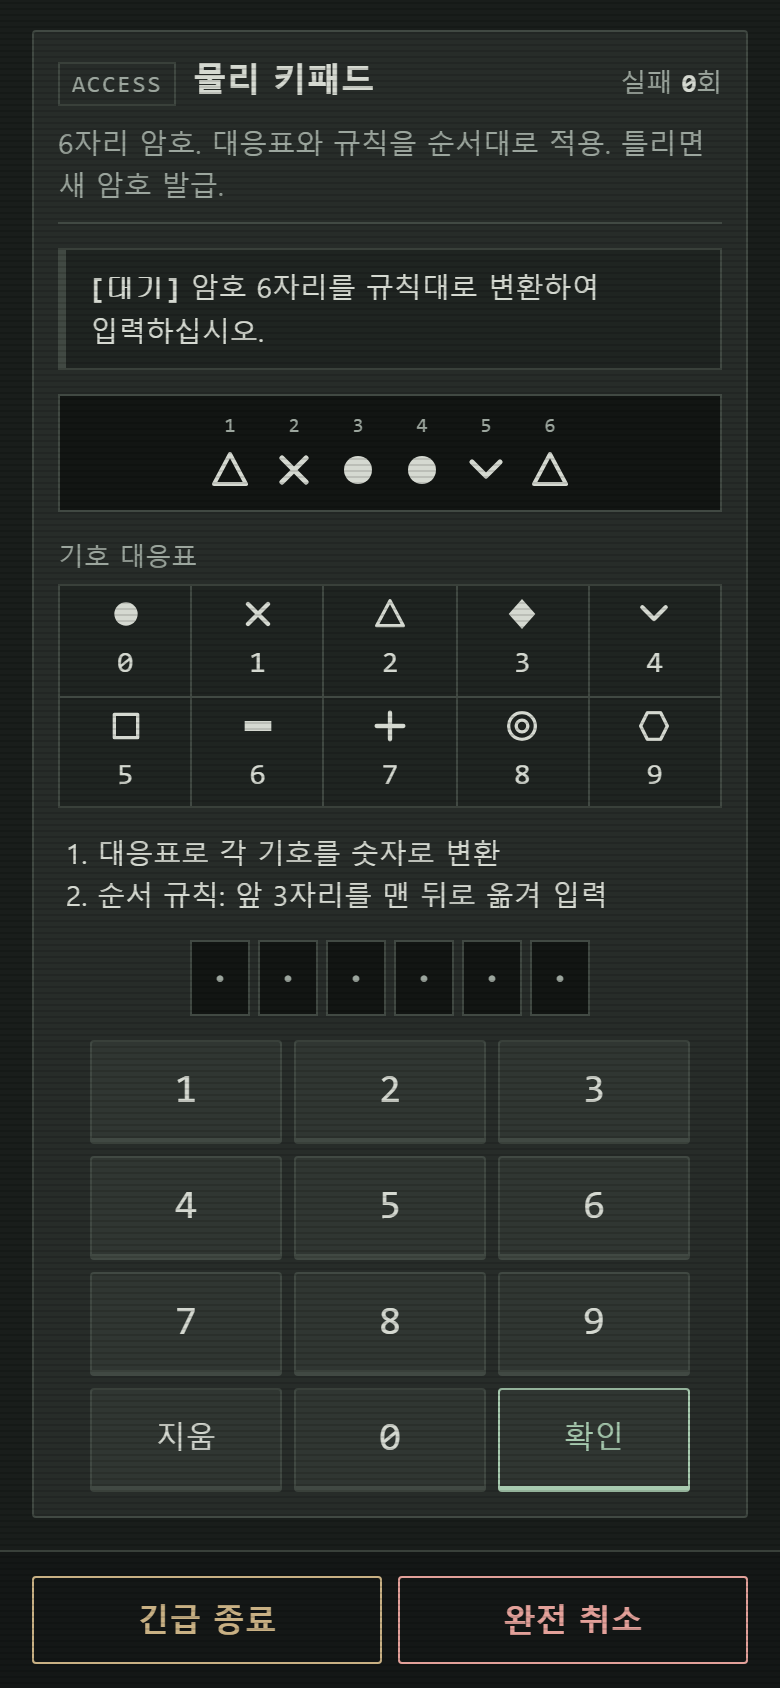 ACCESS 물리 키패드 실패 0회
6자리 암호. 대응표와 규칙을 순서대로 적용. 틀리면
새 암호 발급.
[대기] 암호 6자리를 규칙대로 변환하여
입력하십시오.
1 2 3 4 5 6
△ ✕ ● ● ∨ △
기호 대응표
● ✕ △ ◆ ∨
0 1 2 3 4
□ ━ + ◎ ⬡
5 6 7 8 9
1. 대응표로 각 기호를 숫자로 변환
2. 순서 규칙: 앞 3자리를 맨 뒤로 옮겨 입력
· · · · · ·
1 2 3
4 5 6
7 8 9
지움 0 확인
긴급 종료 완전 취소